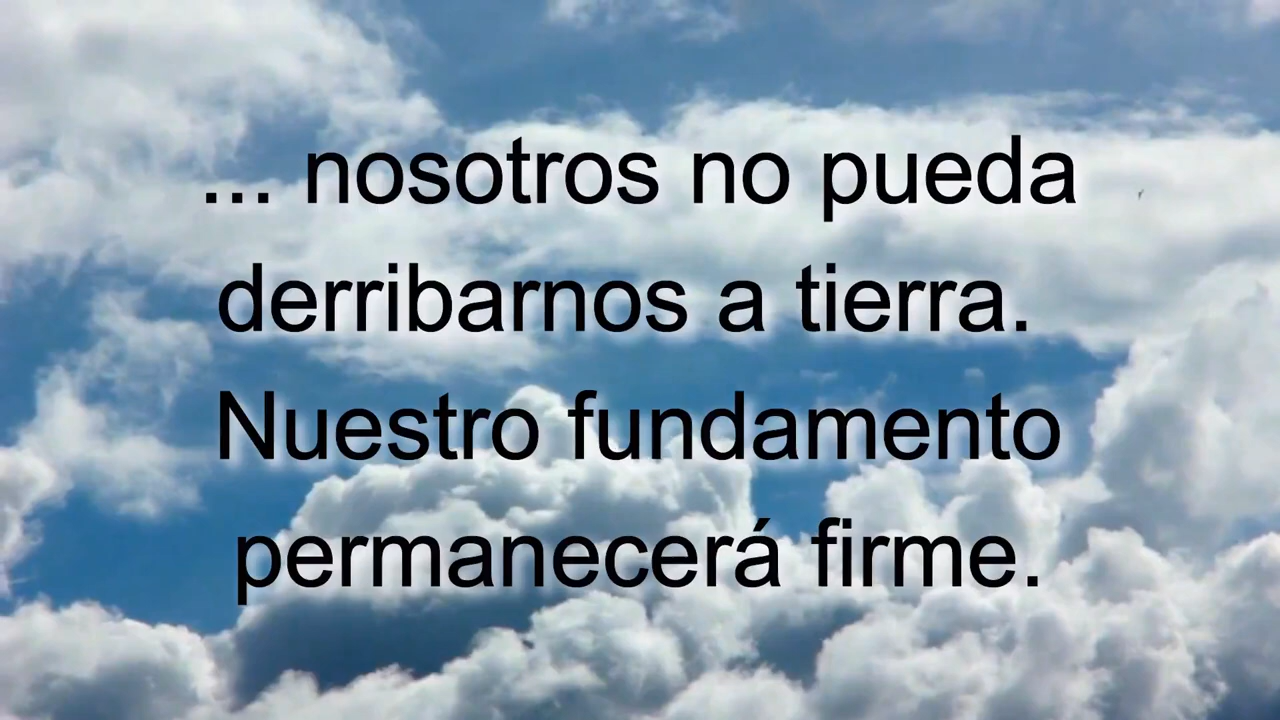 ... nosotros no pueda
derribarnos a tierra.
Nuestro fundamento
permanecerá firme.